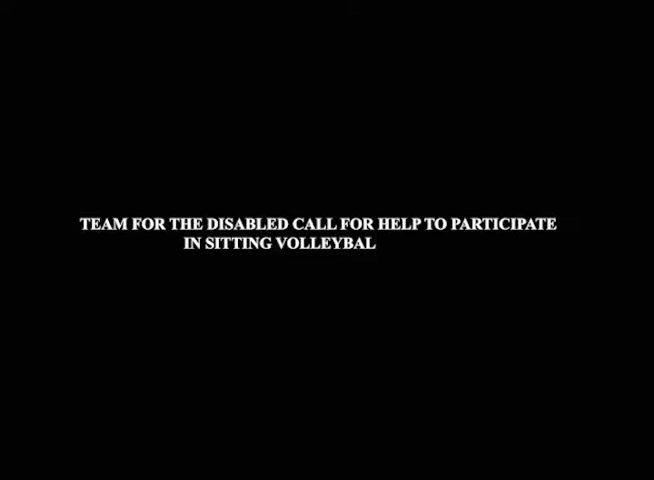 TEAM FOR THE DISABLED CALL FOR HELP TO PARTICIPATE
IN SITTING VOLLEYBAL